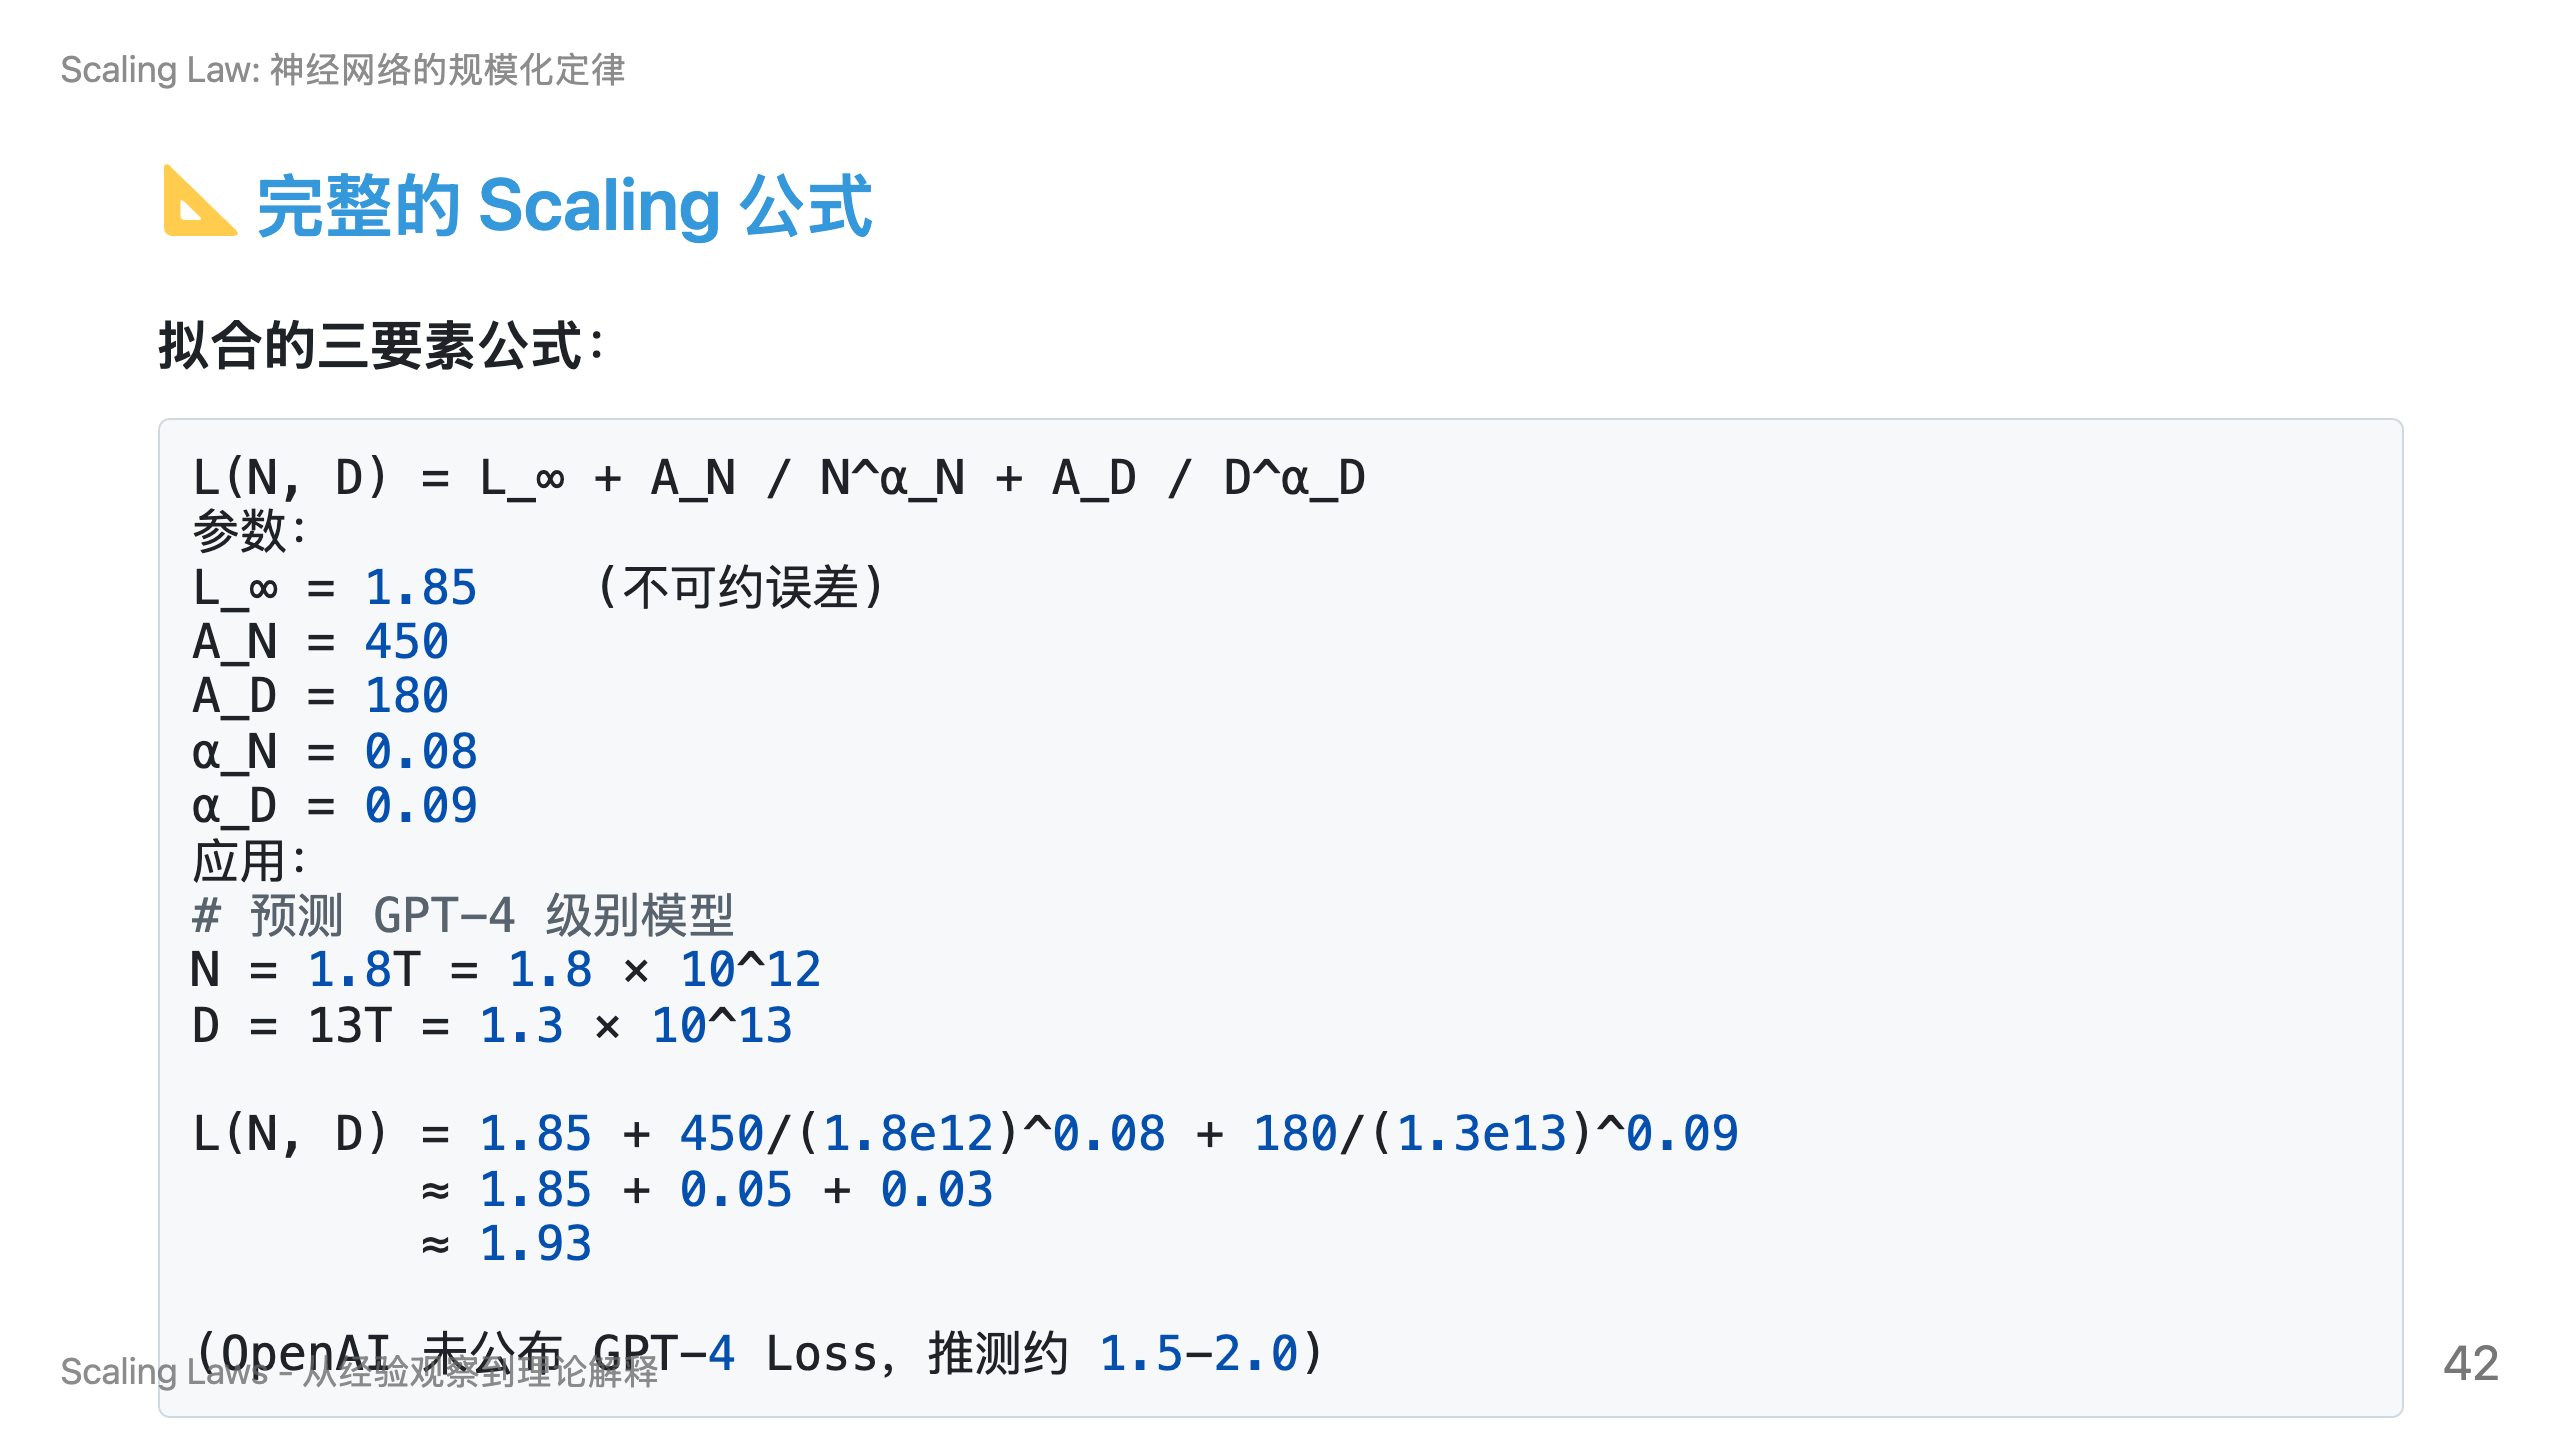 Scaling Law: 神经网络的规模化定律
📐 完整的 Scaling 公式
拟合的三要素公式：
L(N, D) = L_∞ + A_N / N^α_N + A_D / D^α_D
参数：
L_∞ = 1.85    (不可约误差)
A_N = 450
A_D = 180
α_N = 0.08
α_D = 0.09
应用：
# 预测 GPT-4 级别模型
N = 1.8T = 1.8 × 10^12
D = 13T = 1.3 × 10^13
L(N, D) = 1.85 + 450/(1.8e12)^0.08 + 180/(1.3e13)^0.09
≈ 1.85 + 0.05 + 0.03
≈ 1.93
(OpenAI 未公布 GPT-4 Loss，推测约 1.5-2.0)
Scaling Laws - 从经验观察到理论解释
42